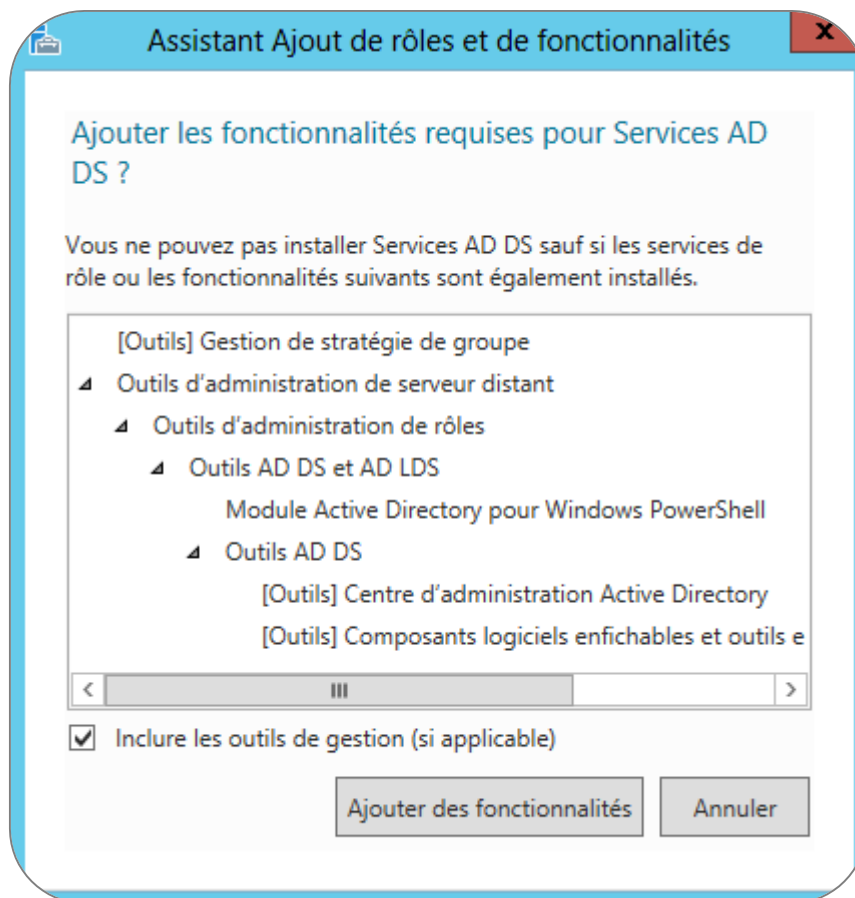 Assistant Ajout de rôles et de fonctionnalités
x
Ajouter les fonctionnalités requises pour Services AD
DS ?
Vous ne pouvez pas installer Services AD DS sauf si les services de
rôle ou les fonctionnalités suivants sont également installés.
[Outils] Gestion de stratégie de groupe
Outils d'administration de serveur distant
Outils d'administration de rôles
Outils AD DS et AD LDS
Module Active Directory pour Windows PowerShell
Outils AD DS
[Outils] Centre d'administration Active Directory
[Outils] Composants logiciels enfichables et outils e
Inclure les outils de gestion (si applicable)
Ajouter des fonctionnalités
Annuler